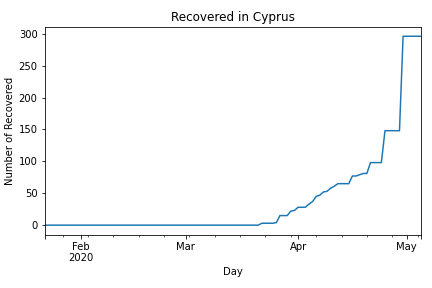 Recovered in Cyprus
Number of Recovered
300
250
200
150
100
50
0
Feb
2020
Mar
Apr
May
Day